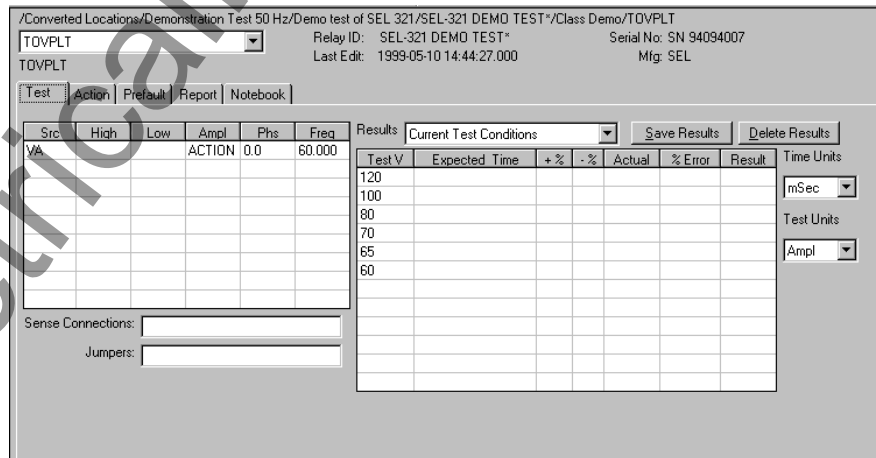 /Converted Locations/Demonstration Test 50 Hz/Demo test of SEL 321/SEL-321 DEMO TEST*/Class Demo/TOVPLT
TOVPLT
Relay ID: SEL-321 DEMO TEST*
Serial No: SN 94094007
TOVPLT
Last Edit: 1999-05-10 14:44:27.000
Mfg: SEL
Test Action Prefault Report Notebook
Src High Low Ampl Phs Freq
VA ACTION 0.0 60.000
Sense Connections:
Jumpers:
Results Current Test Conditions Save Results Delete Results
Test V Expected Time + % - % Actual % Error Result
120
100
80
70
65
60
Time Units
mSec
Test Units
Ampl